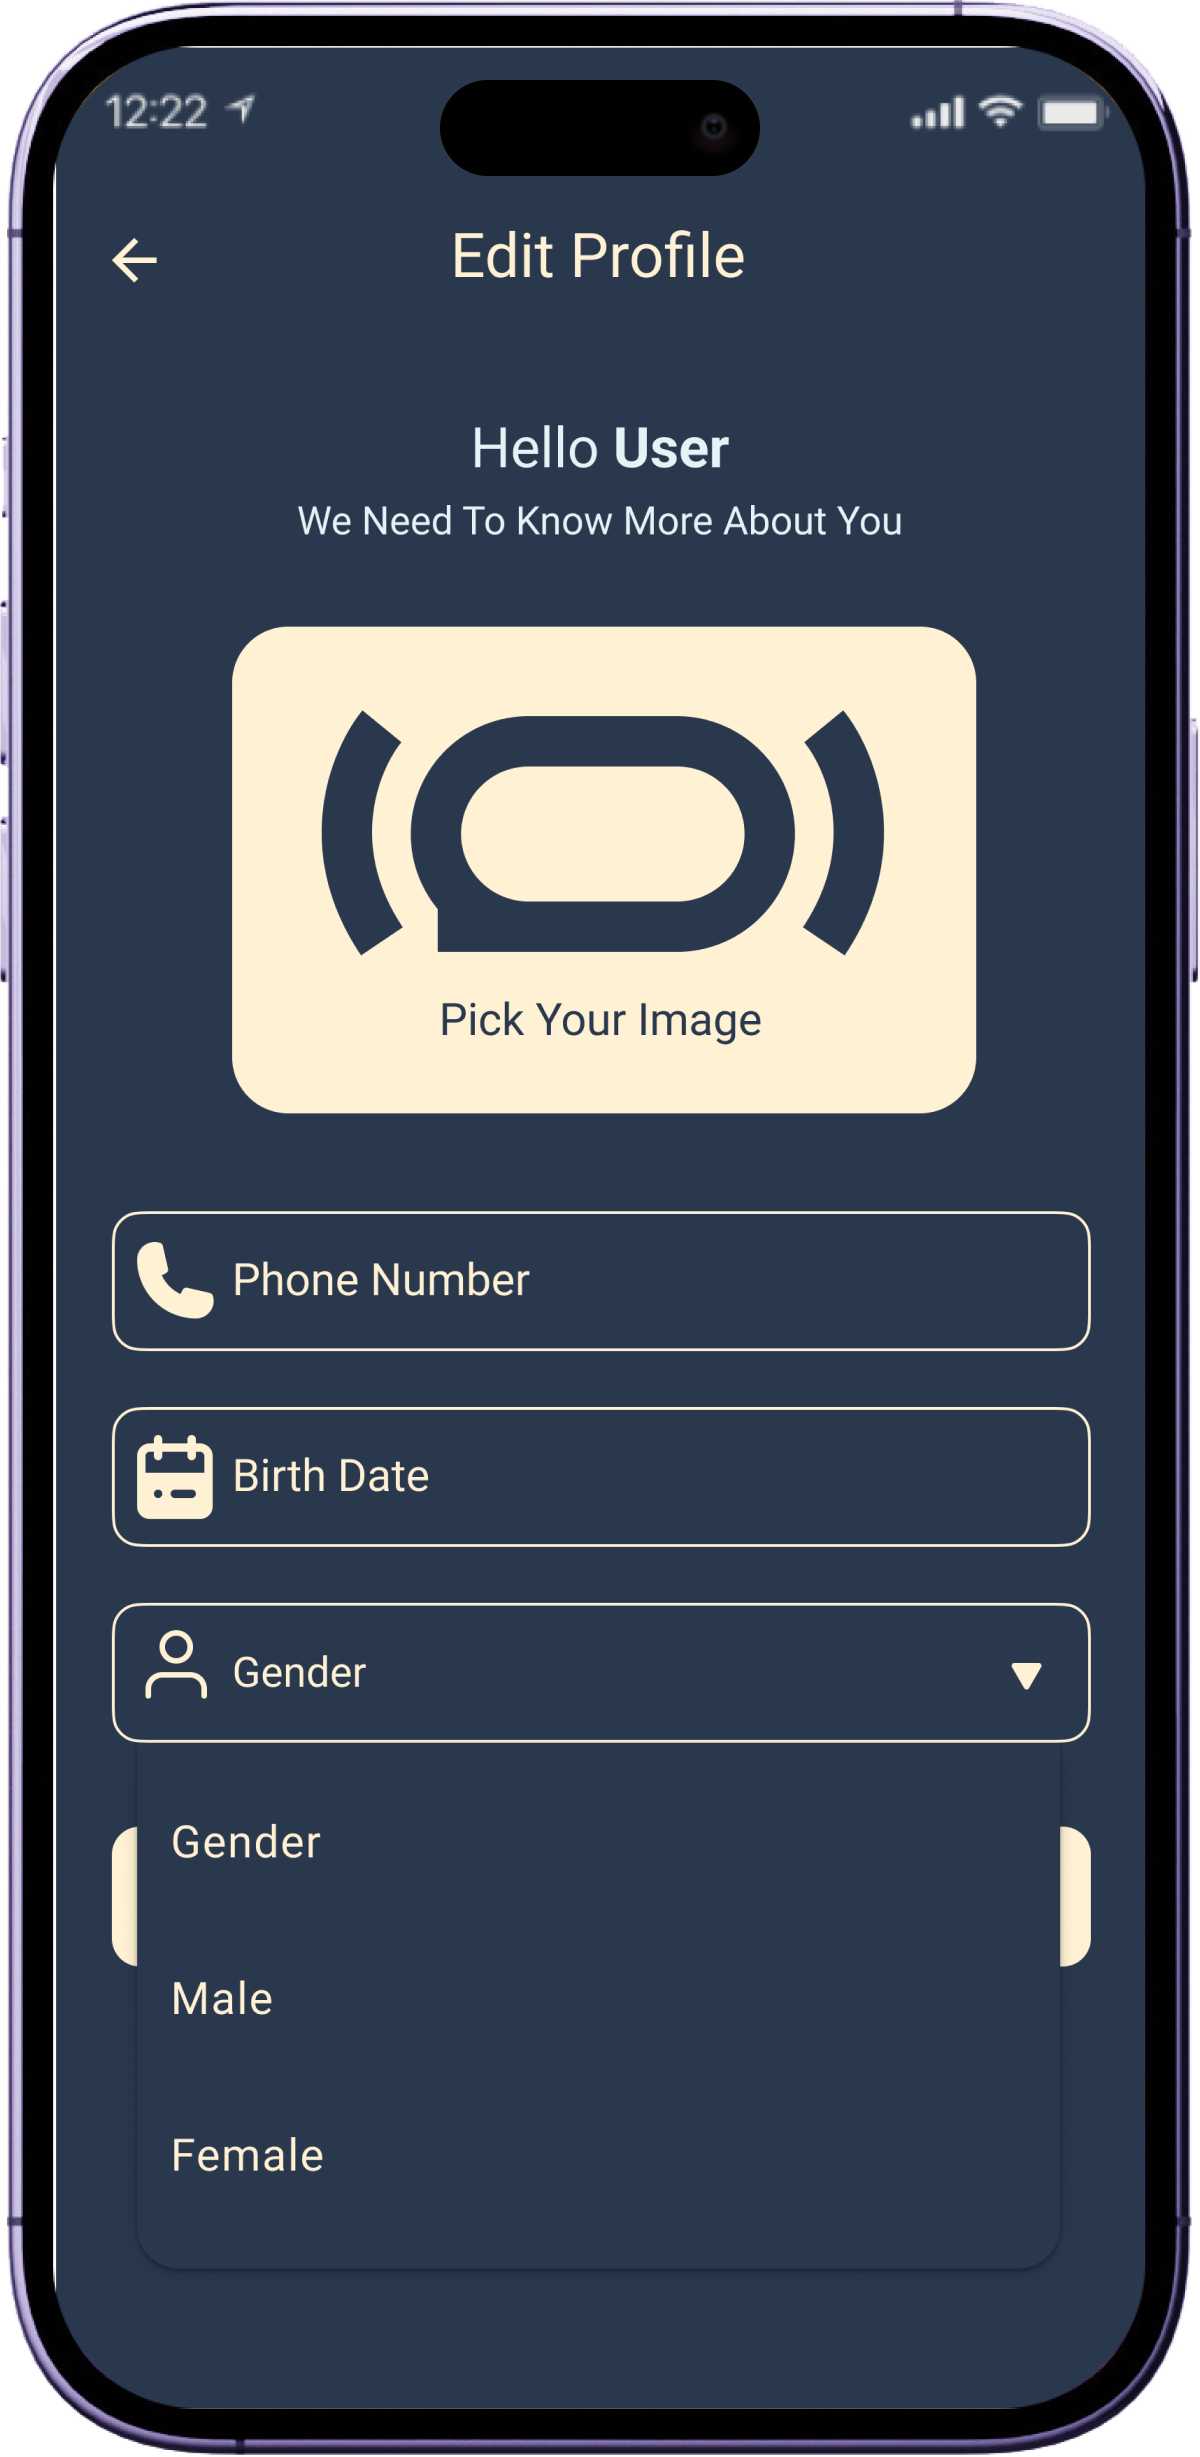 12:22
Edit Profile
Hello User
We Need To Know More About You
Pick Your Image
Phone Number
Birth Date
Gender
Gender
Male
Female